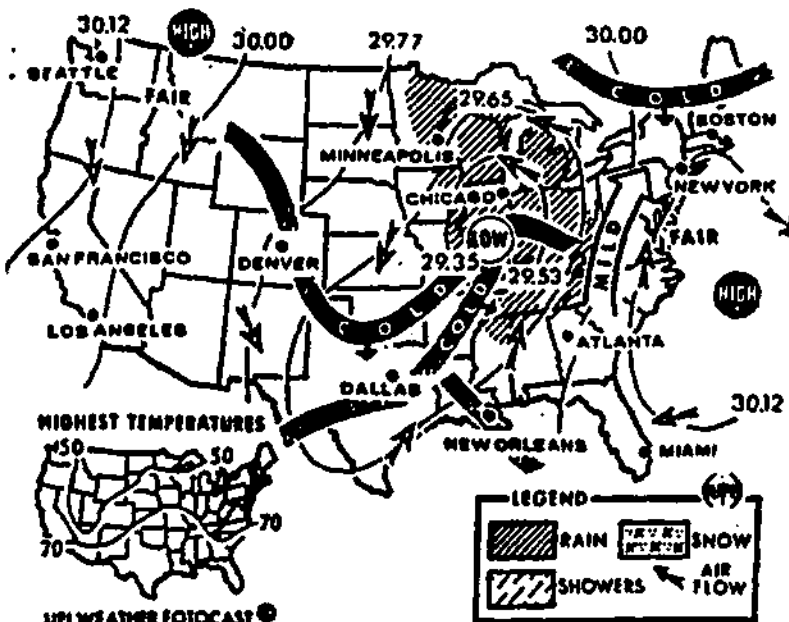 30.12
HIGH
30.00
29.77
30.00
COLD
SEATTLE
FAIR
29.65
BOSTON
MINNEAPOLIS
CHICAGO
NEW YORK
LOW
MILD
FAIR
SAN FRANCISCO
DENVER
29.35
29.53
HIGH
COLD
COLD
LOS ANGELES
ATLANTA
DALLAS
30.12
HIGHEST TEMPERATURES
NEW ORLEANS
MIAMI
50
50
70
70
LEGEND
RAIN
SNOW
SHOWERS
AIR FLOW
UPI WEATHER FOTOCAST ©